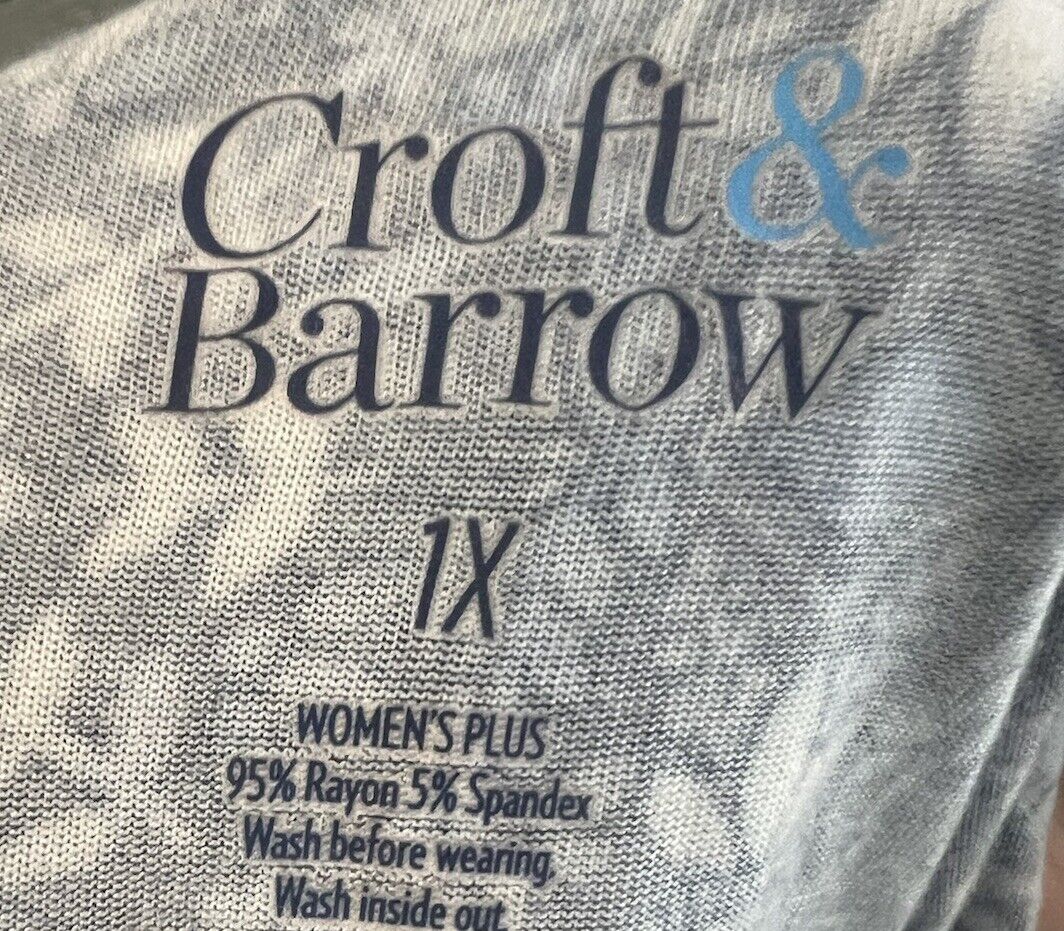 Croft &
Barrow
1X
WOMEN'S PLUS
95% Rayon 5% Spandex
Wash before wearing.
Wash inside out